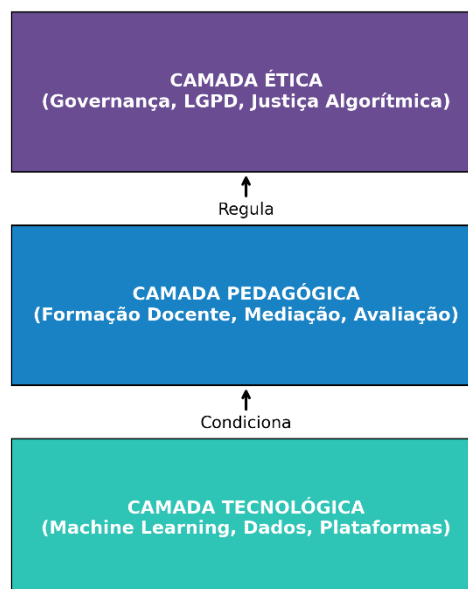 CAMADA ÉTICA
(Governança, LGPD, Justiça Algorítmica)
Regula
CAMADA PEDAGÓGICA
(Formação Docente, Mediação, Avaliação)
Condiciona
CAMADA TECNOLÓGICA
(Machine Learning, Dados, Plataformas)